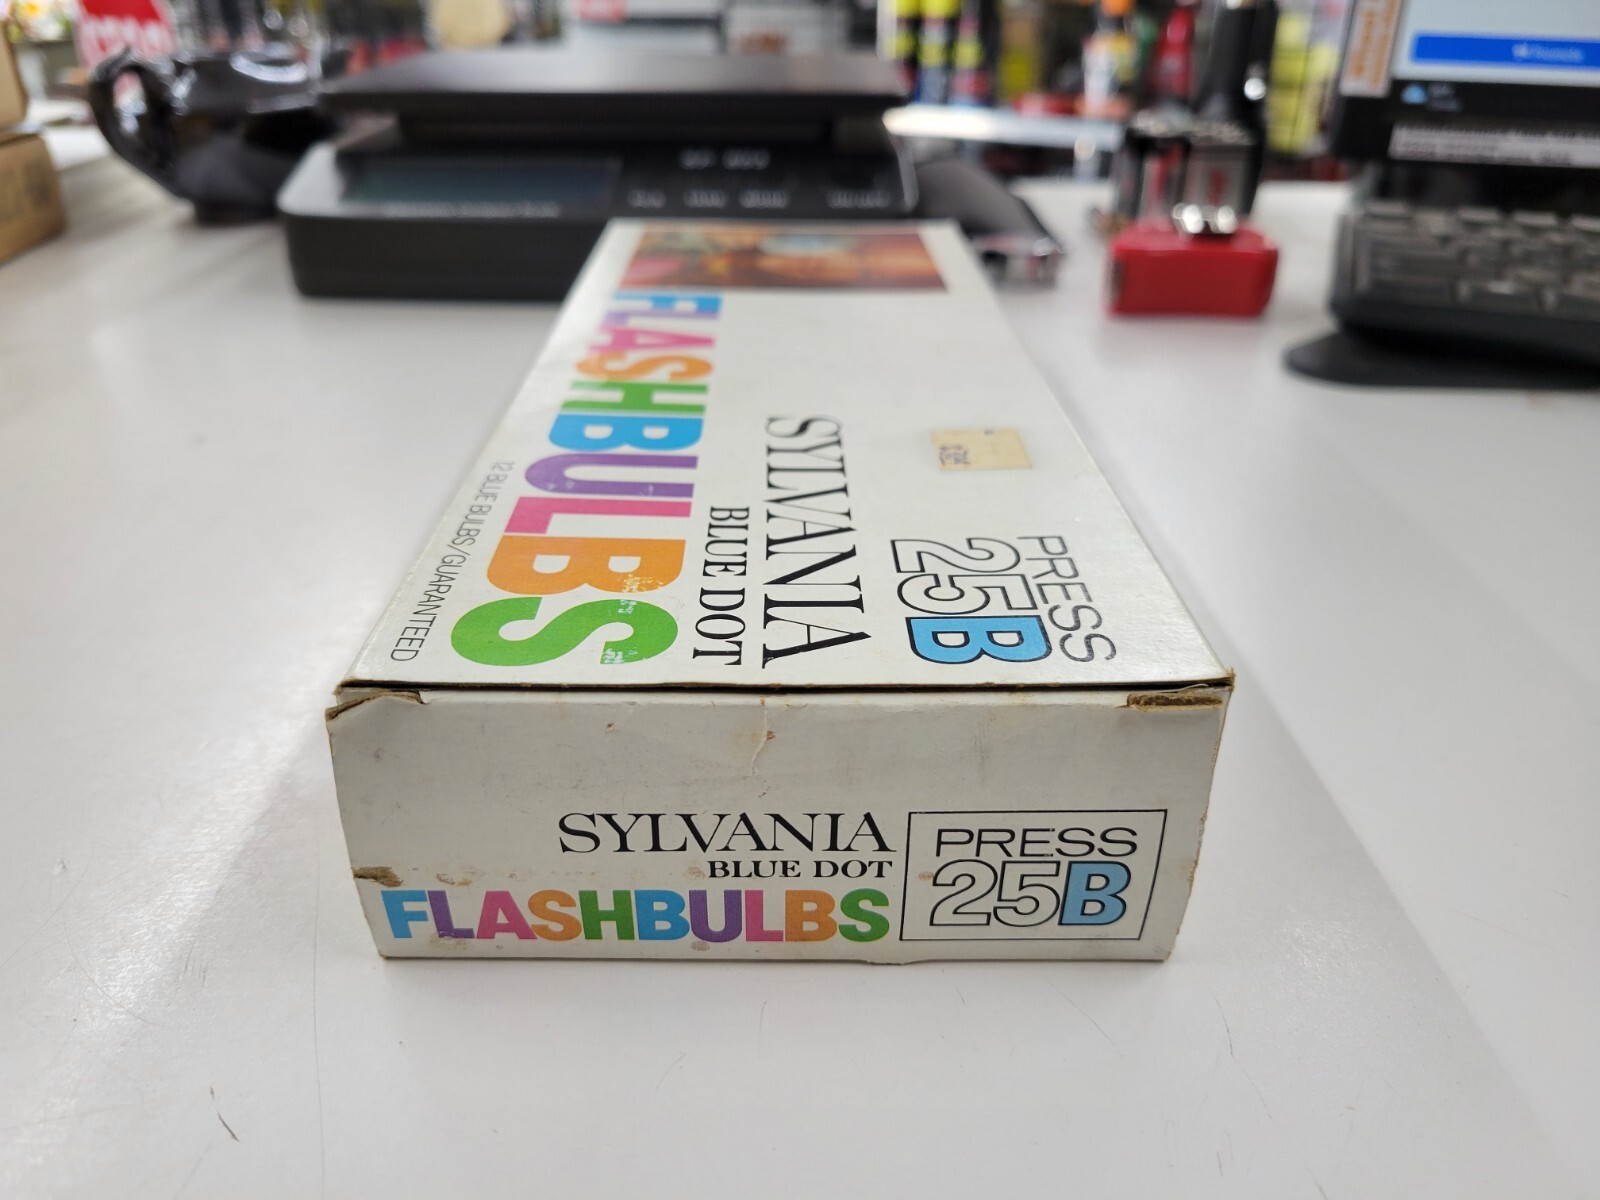 FLASHBULBS
12 BLUE BULBS/GUARANTEED
SYLVANIA
BLUE DOT
PRESS
25B
SYLVANIA
BLUE DOT
FLASHBULBS
PRESS
25B